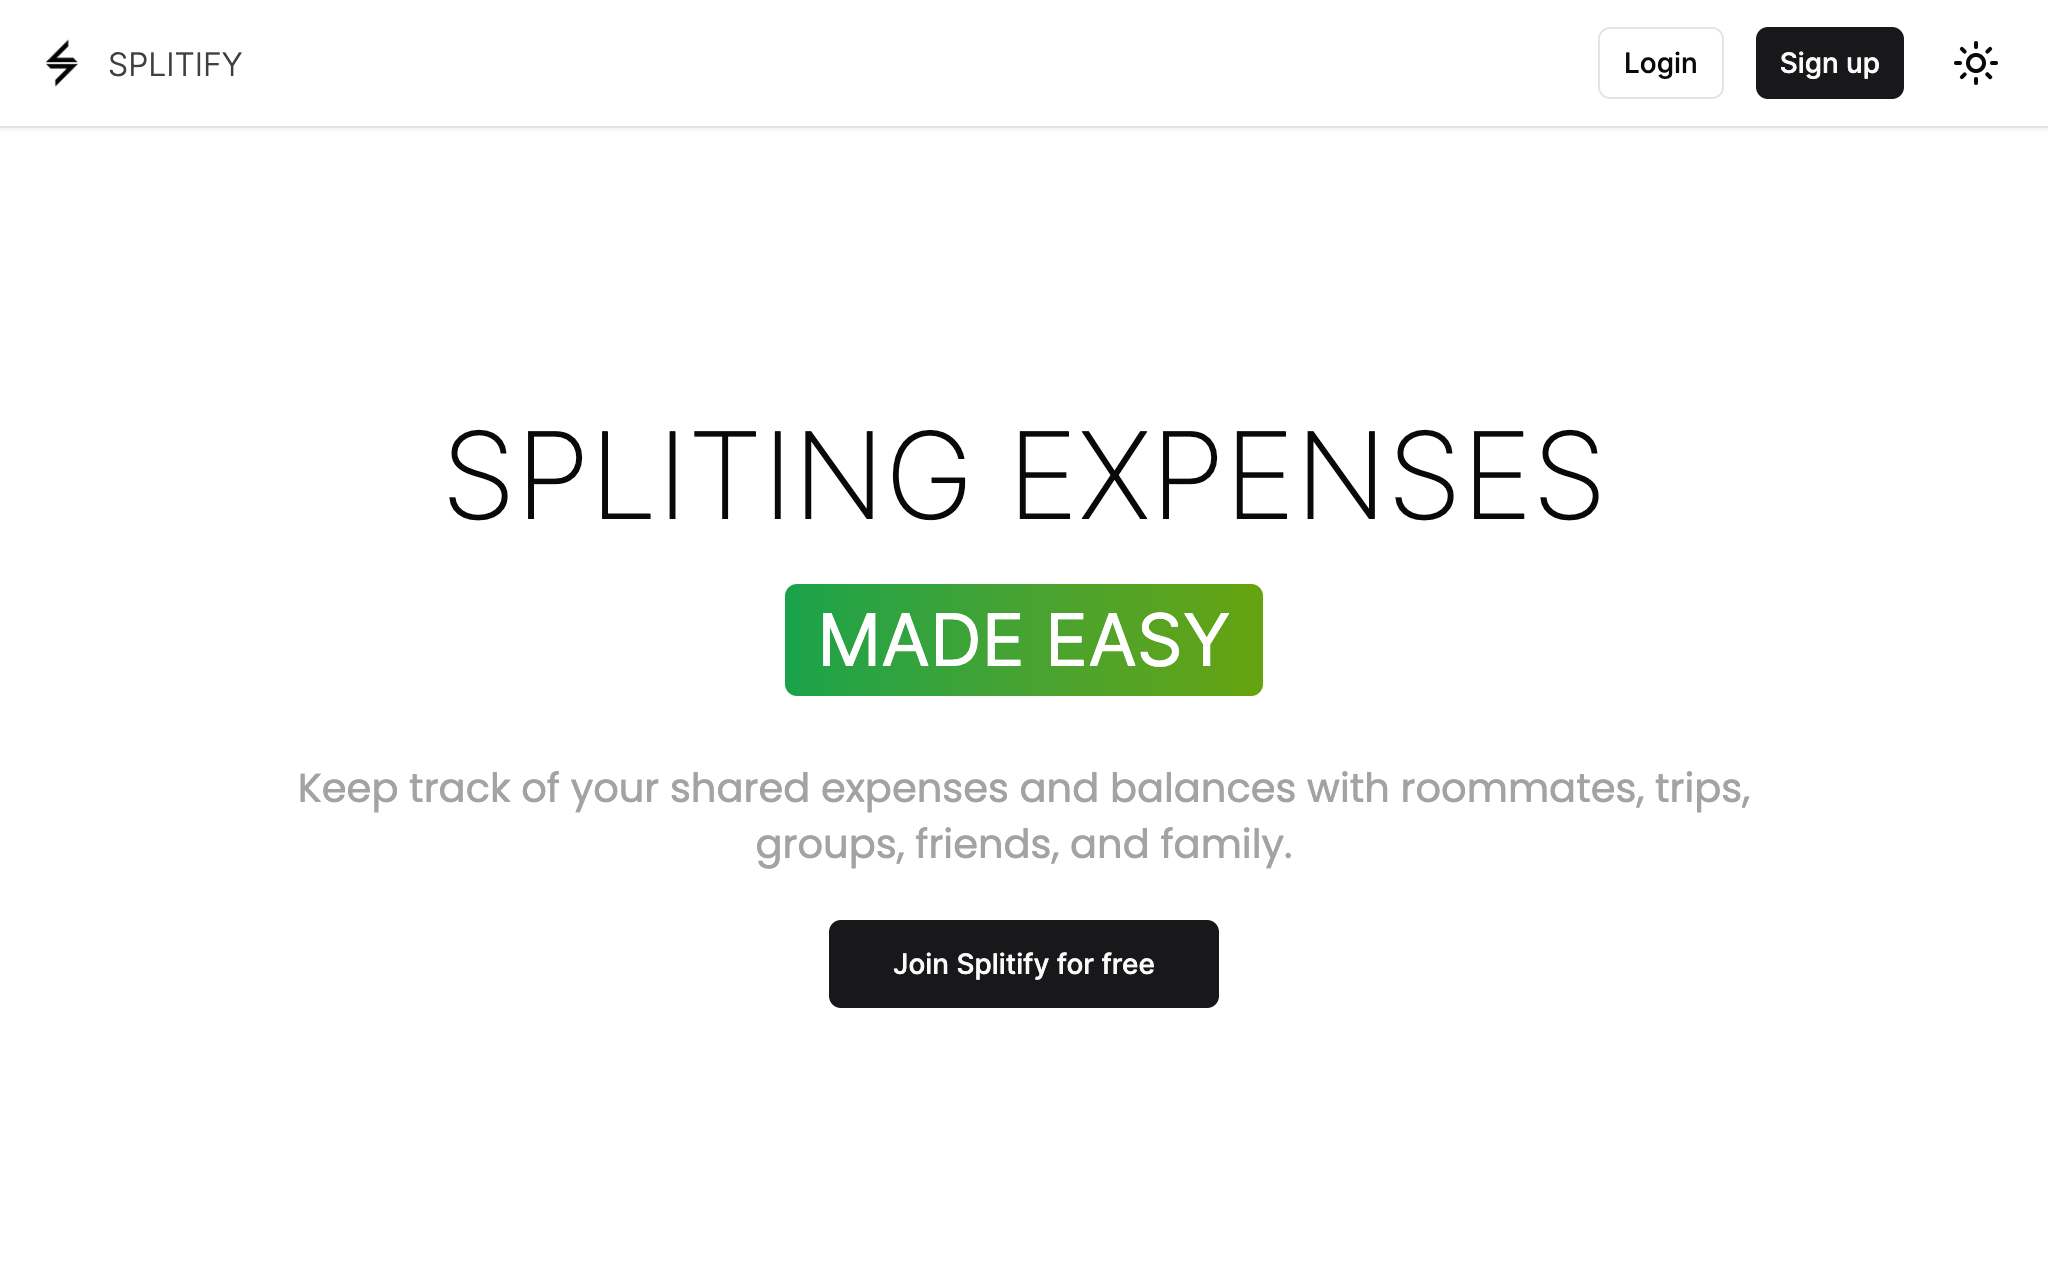 SPLITIFY
Login
Sign up
SPLITING EXPENSES
MADE EASY
Keep track of your shared expenses and balances with roommates, trips,
groups, friends, and family.
Join Splitify for free